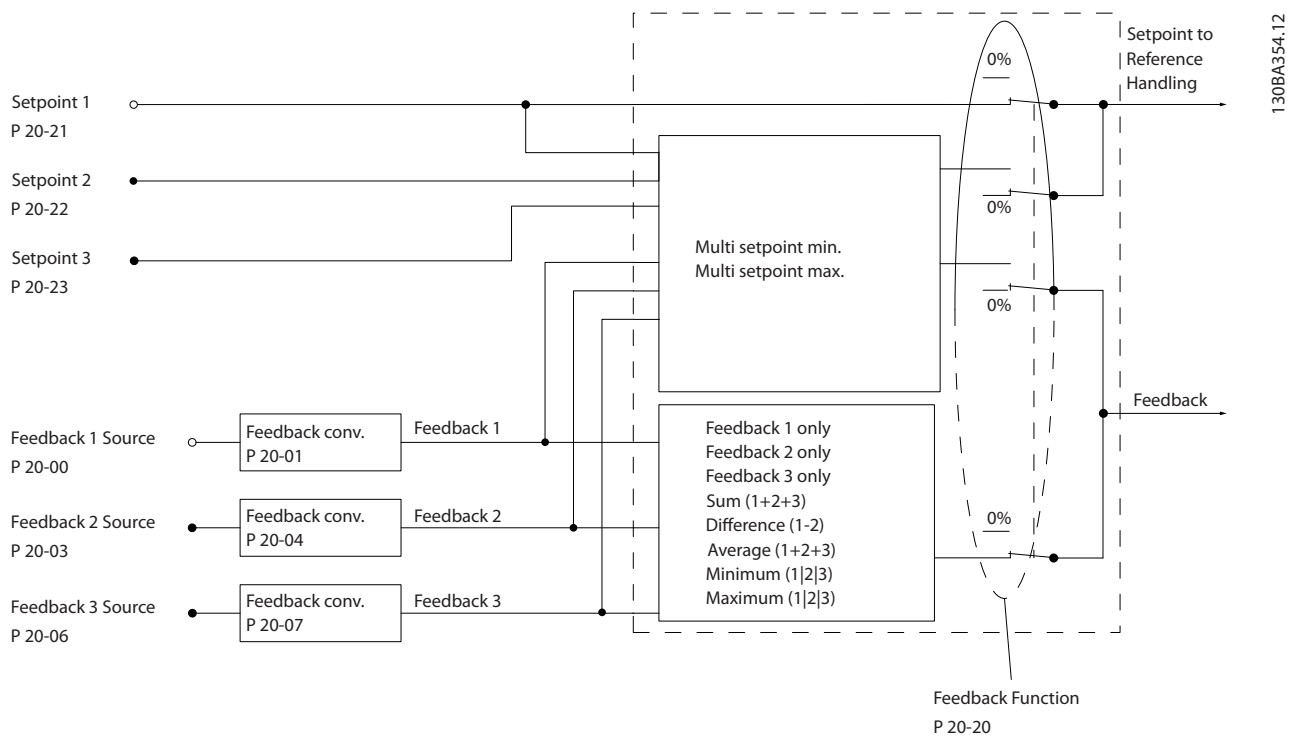 130BA354.12
Setpoint to
Reference
Handling
0%
Setpoint 1
P 20-21
Setpoint 2
P 20-22
0%
Setpoint 3
P 20-23
Multi setpoint min.
Multi setpoint max.
0%
Feedback
Feedback 1 Source
P 20-00
Feedback conv.
P 20-01
Feedback 1
Feedback 2 Source
P 20-03
Feedback conv.
P 20-04
Feedback 2
Feedback 3 Source
P 20-06
Feedback conv.
P 20-07
Feedback 3
Feedback 1 only
Feedback 2 only
Feedback 3 only
Sum (1+2+3)
Difference (1-2)
Average (1+2+3)
Minimum (1|2|3)
Maximum (1|2|3)
0%
Feedback Function
P 20-20